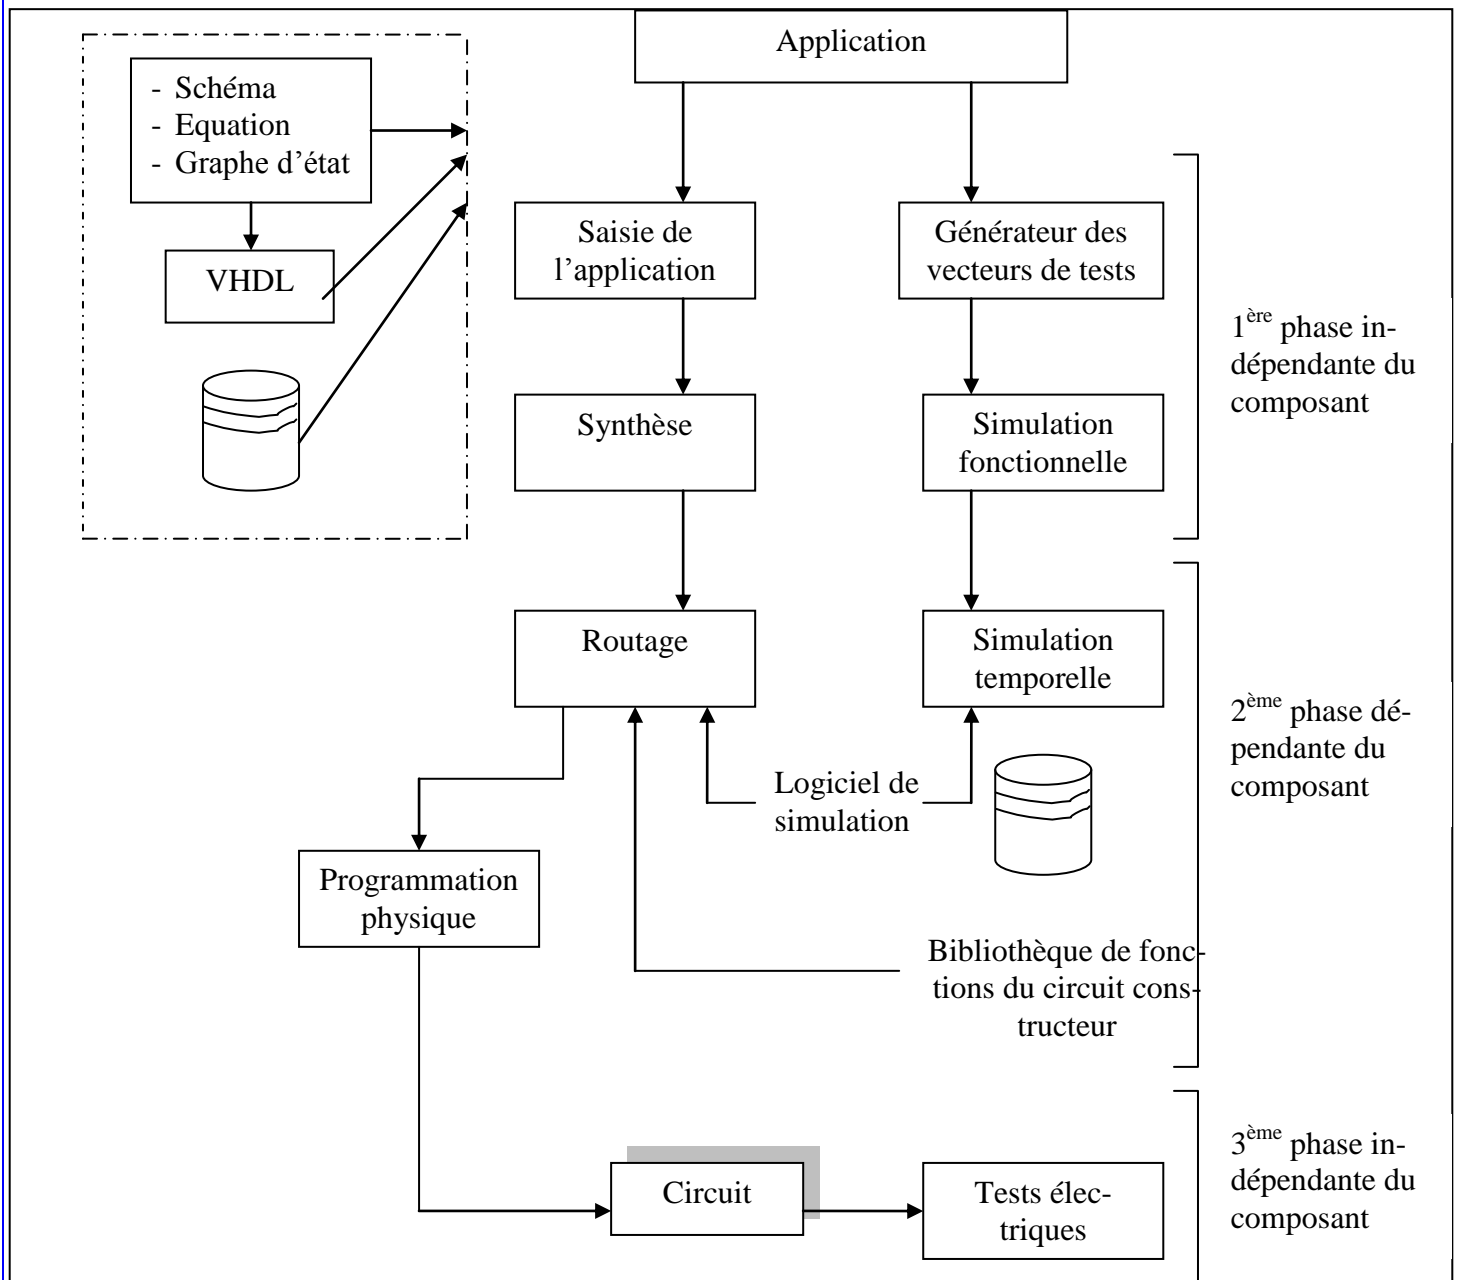 Application
- Schéma
- Equation
- Graphe d'état
VHDL
Saisie de
l'application
Générateur des
vecteurs de tests
1ère phase in-
dépendante du
composant
Synthèse
Simulation
fonctionnelle
Routage
Simulation
temporelle
2ème phase dé-
pendante du
composant
Logiciel de
simulation
Programmation
physique
Bibliothèque de fonc-
tions du circuit cons-
tructeur
3ème phase in-
dépendante du
composant
Circuit
Tests élec-
triques